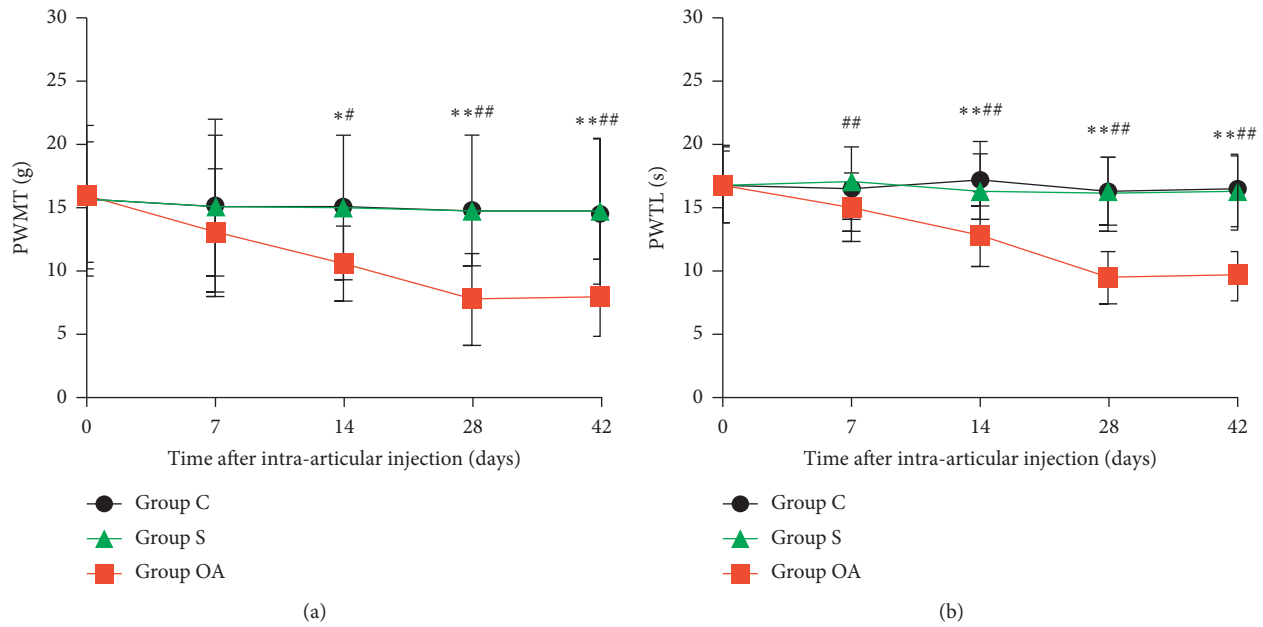 30
25
20
15
10
5
0
PWMT (g)
*#
**##
**##
0 7 14 28 42
Time after intra-articular injection (days)
Group C
Group S
Group OA
(a)
30
25
20
15
10
5
0
PWTL (s)
##
**##
**##
**##
0 7 14 28 42
Time after intra-articular injection (days)
Group C
Group S
Group OA
(b)